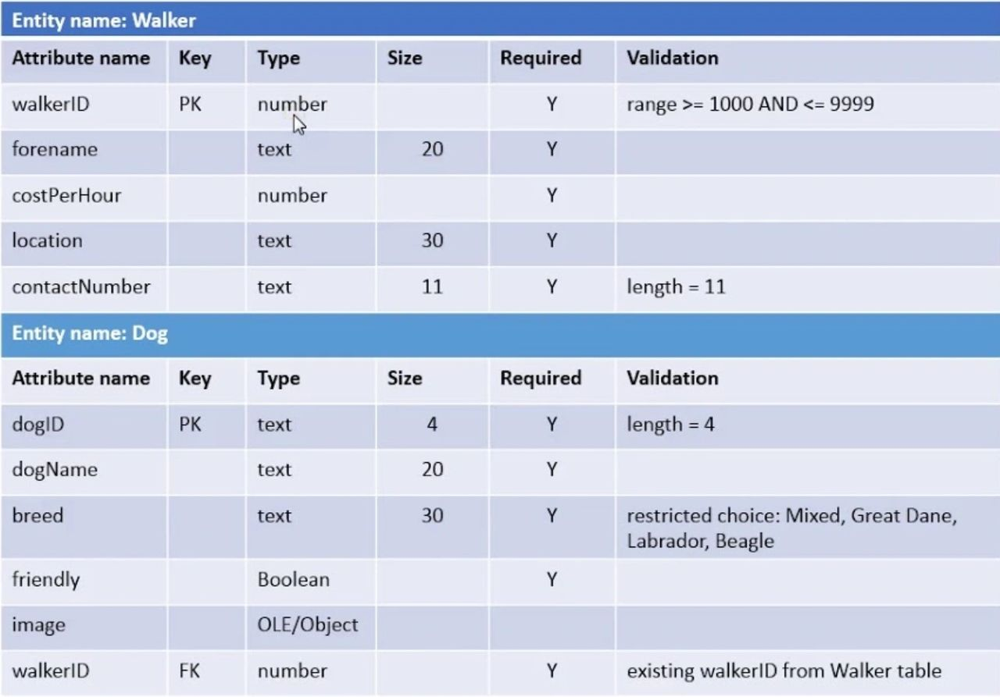 Entity name: Walker
Attribute name Key Type Size Required Validation
walkerID PK number Y range >= 1000 AND <= 9999
forename text 20 Y
costPerHour number Y
location text 30 Y
contactNumber text 11 Y length = 11
Entity name: Dog
Attribute name Key Type Size Required Validation
dogID PK text 4 Y length = 4
dogName text 20 Y
breed text 30 Y restricted choice: Mixed, Great Dane,
Labrador, Beagle
friendly Boolean Y
image OLE/Object
walkerID FK number Y existing walkerID from Walker table